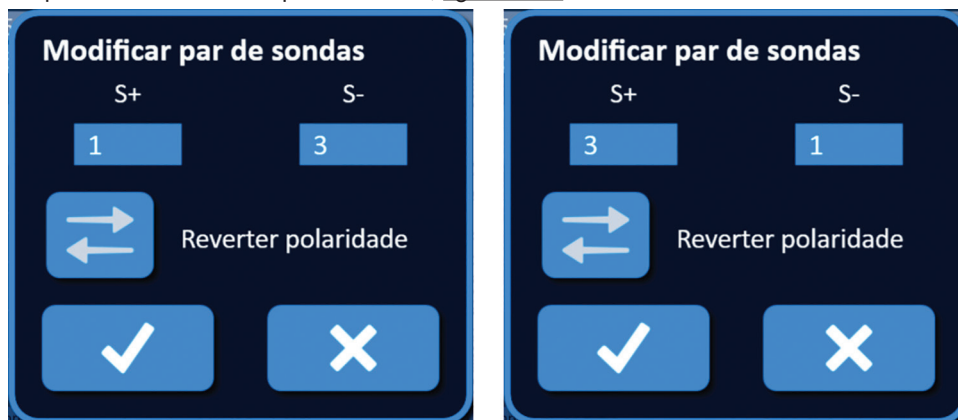 Modificar par de sondas
S+ S-
1 3
Reverter polaridade
Modificar par de sondas
S+ S-
3 1
Reverter polaridade